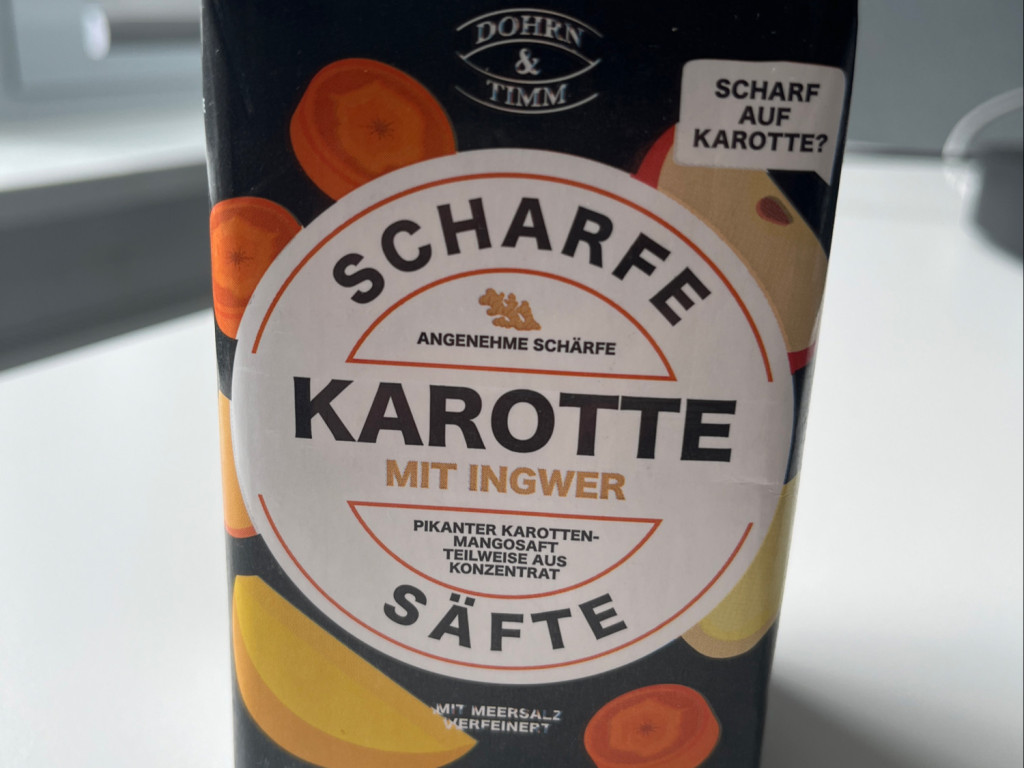 DOHRN
&
TIMM
SCHARF
AUF
KAROTTE?
SCHARFE
ANGENEHME SCHÄRFE
KAROTTE
MIT INGWER
PIKANTER KAROTTEN-
MANGOSAFT
TEILWEISE AUS
KONZENTRAT
SÄFTE
MIT MEERSALZ
VERFEINERT